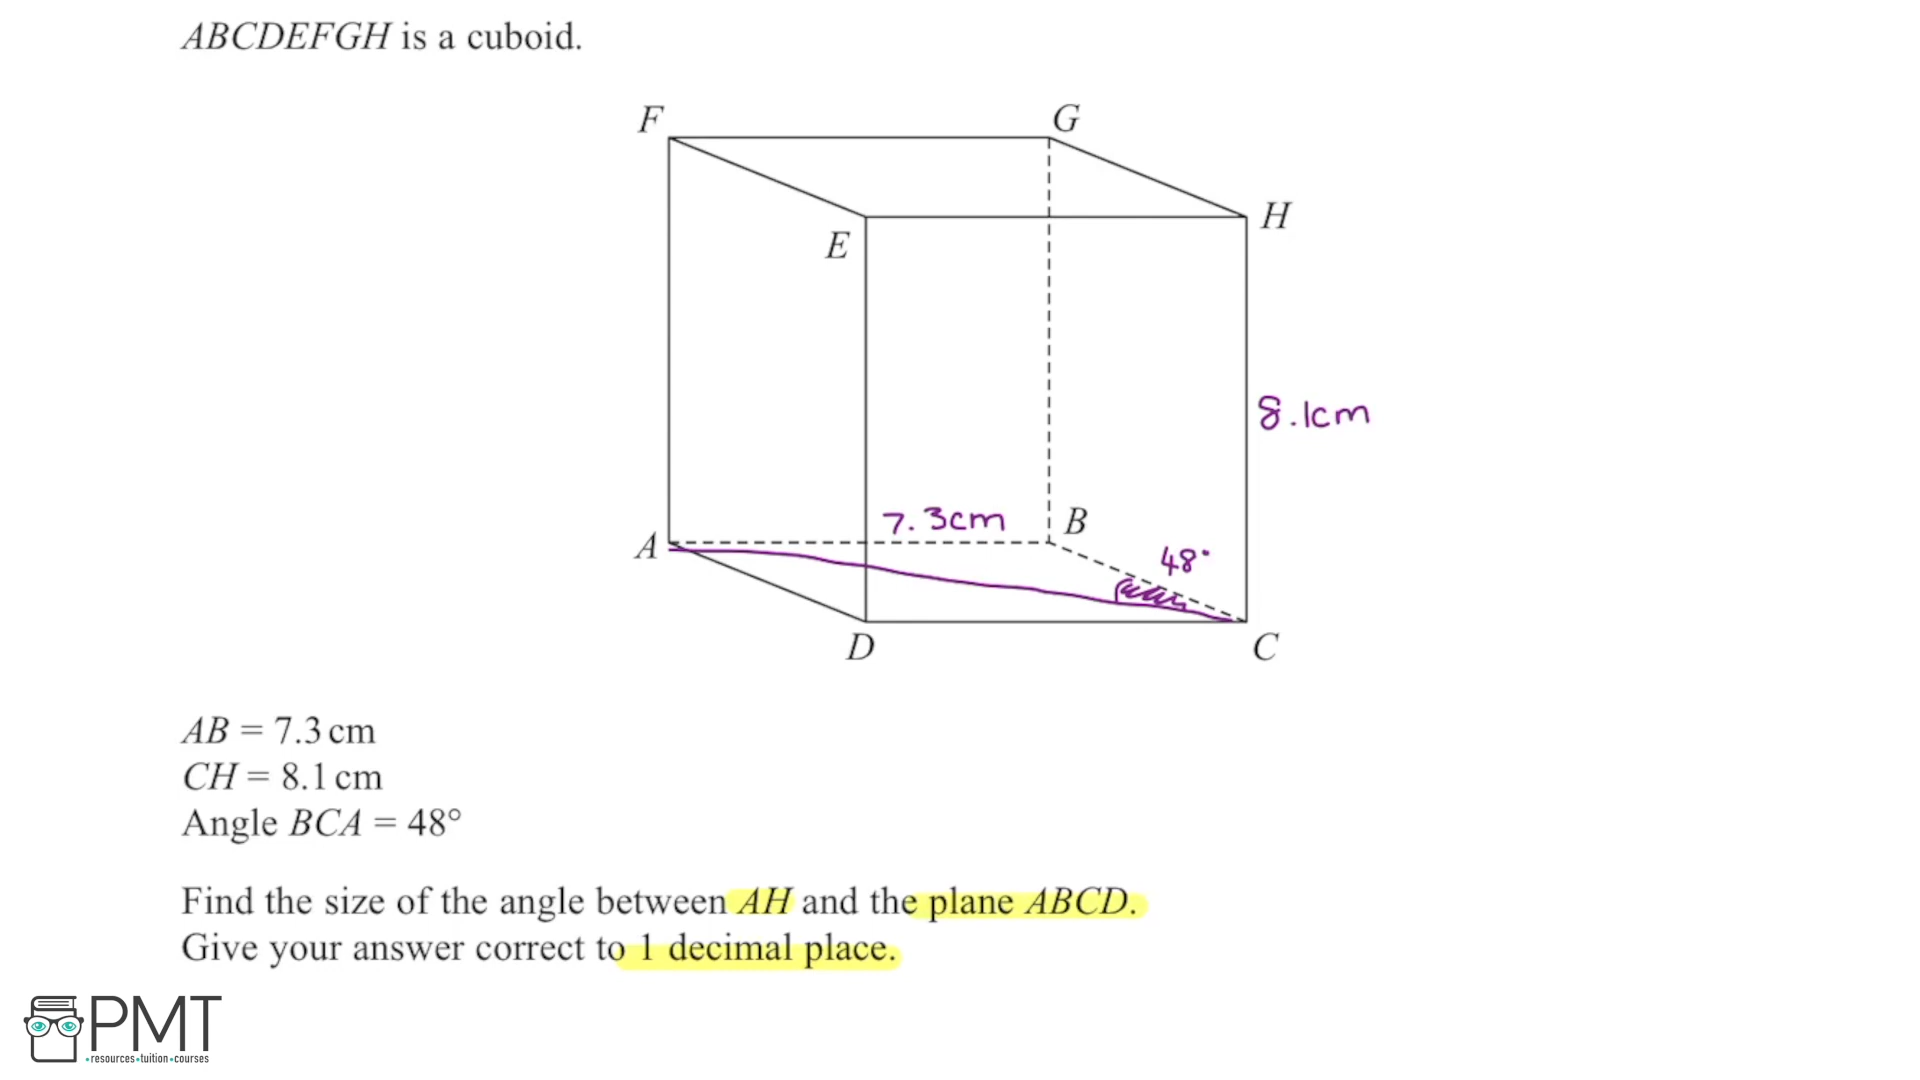 ABCDEFGH is a cuboid.
F
G
H
E
8.1cm
7.3cm
B
A
48°
D
C
AB = 7.3 cm
CH = 8.1 cm
Angle BCA = 48°
Find the size of the angle between AH and the plane ABCD.
Give your answer correct to 1 decimal place.
PMT
•resources•tuition•courses